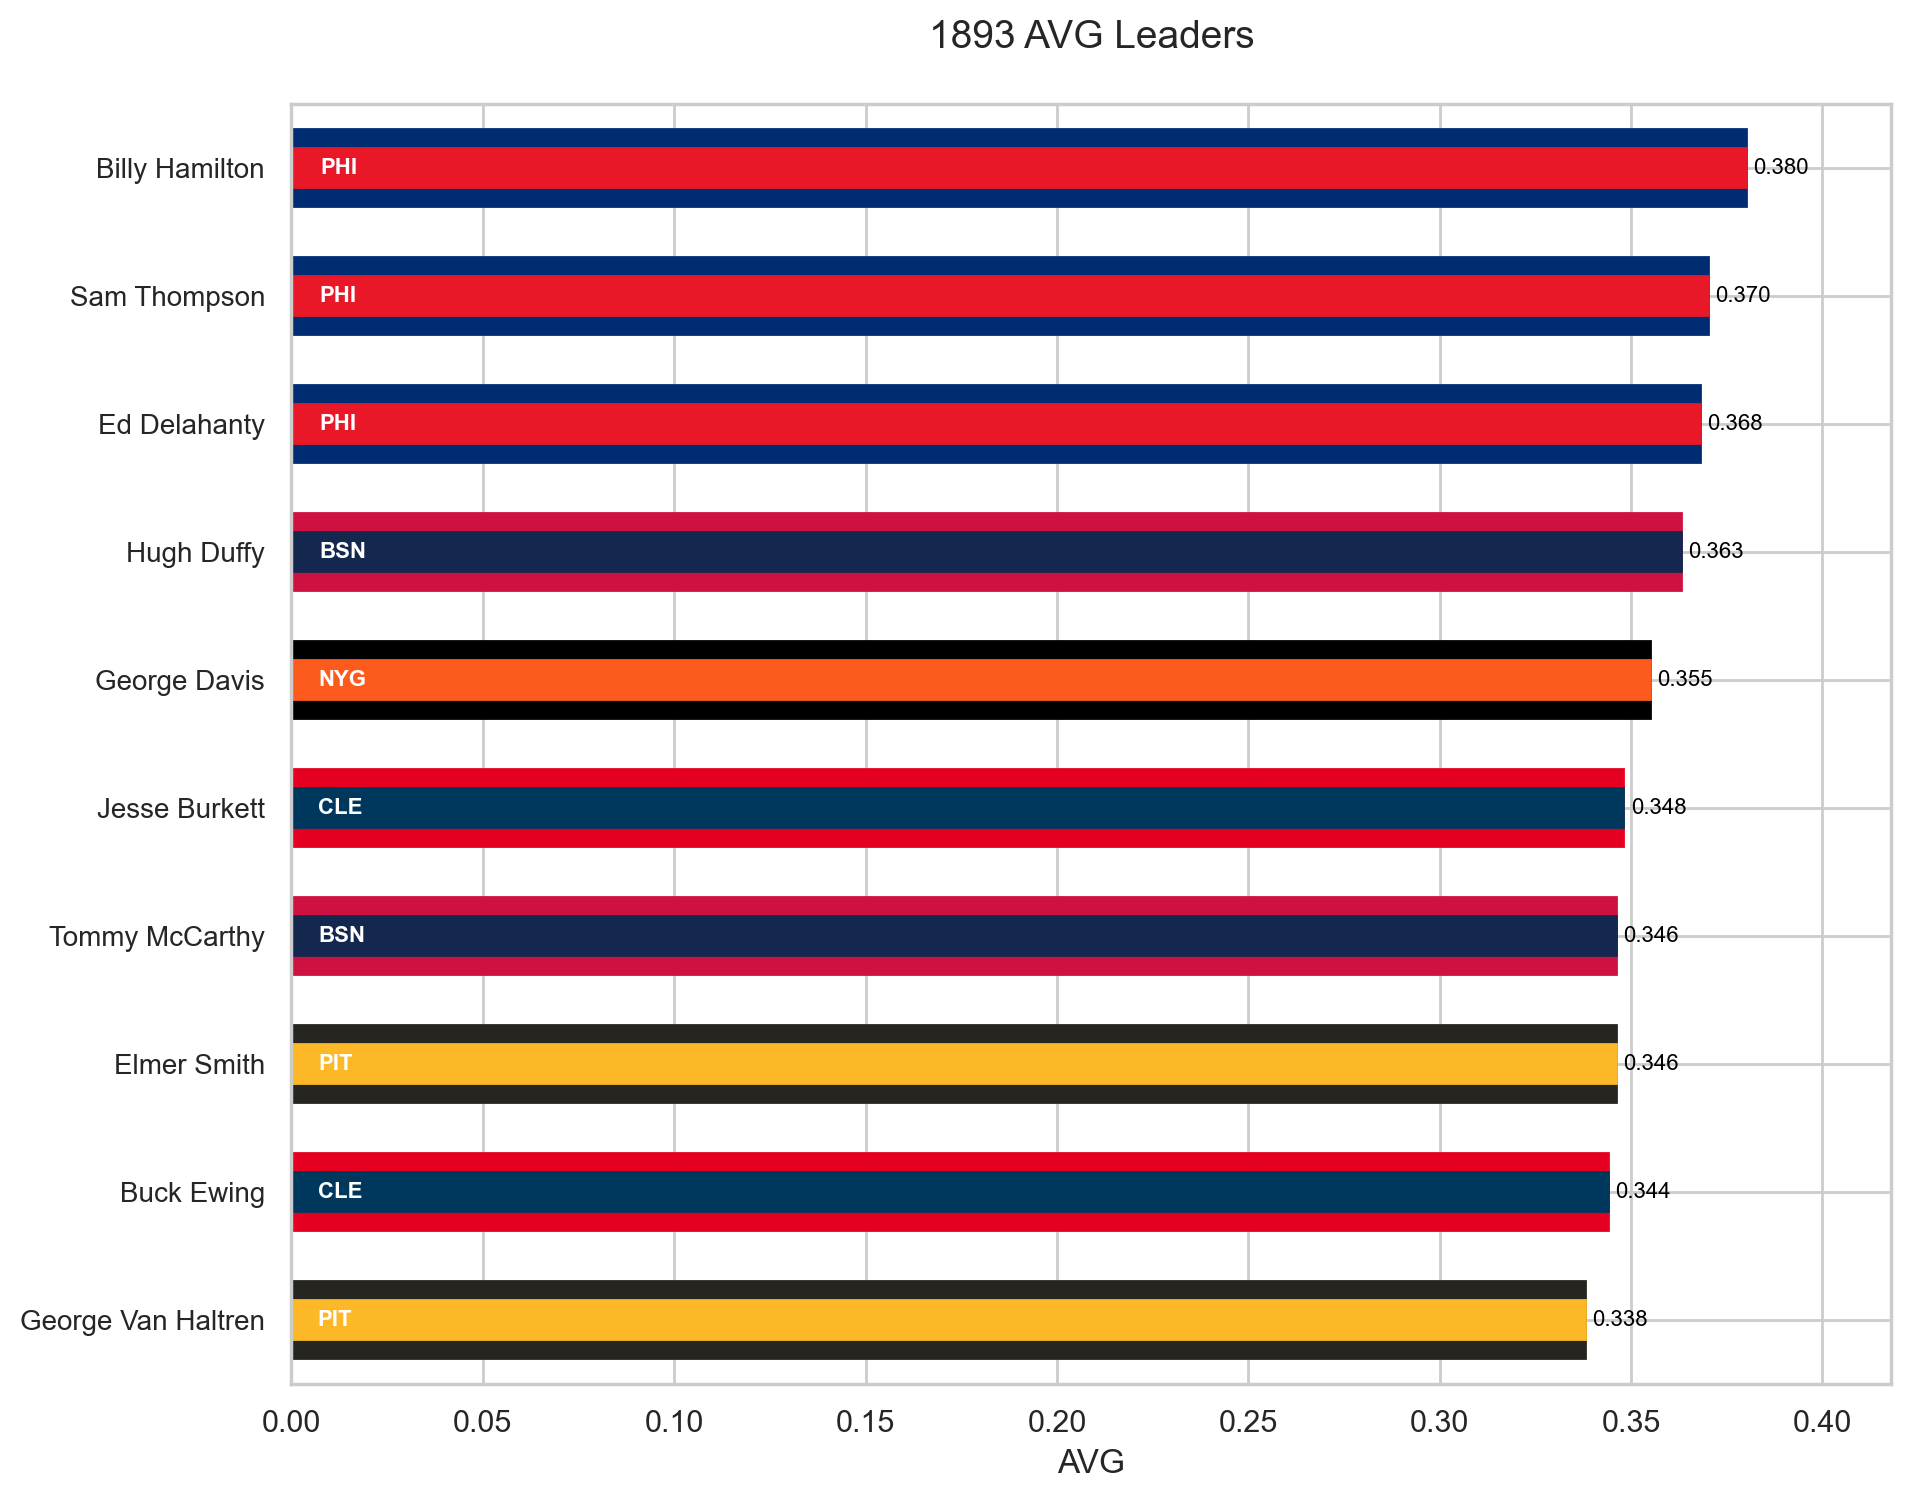 1893 AVG Leaders
Billy Hamilton PHI 0.380
Sam Thompson PHI 0.370
Ed Delahanty PHI 0.368
Hugh Duffy BSN 0.363
George Davis NYG 0.355
Jesse Burkett CLE 0.348
Tommy McCarthy BSN 0.346
Elmer Smith PIT 0.346
Buck Ewing CLE 0.344
George Van Haltren PIT 0.338
0.00 0.05 0.10 0.15 0.20 0.25 0.30 0.35 0.40
AVG